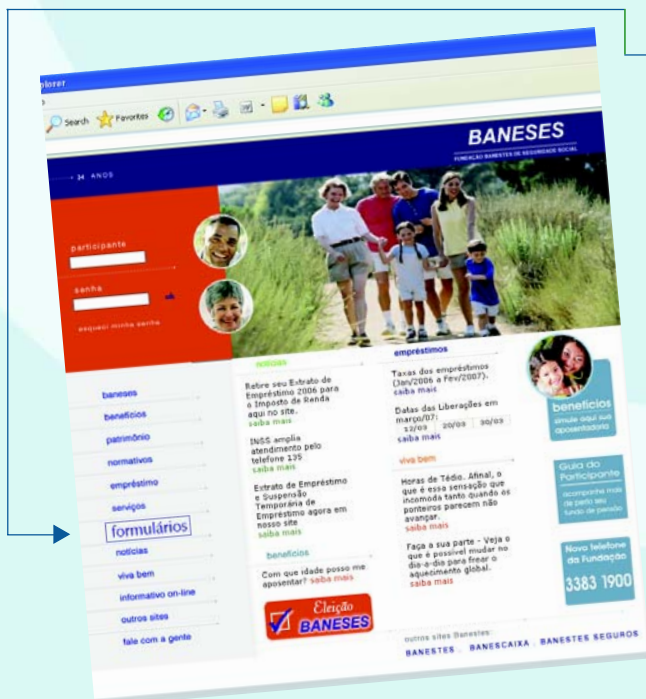 plorer
Search Favorites
BANESES
FUNDAÇÃO BANESTES DE SEGURIDADE SOCIAL
34 ANOS
participante
senha
esqueci minha senha
baneses
benefícios
patrimônio
normativos
empréstimo
serviços
formulários
notícias
viva bem
informativo on-line
outros sites
fale com a gente
notícias
Retire seu Extrato de
Empréstimo 2006 para
o Imposto de Renda
aqui no site.
saiba mais
INSS amplia
atendimento pelo
telefone 135
saiba mais
Extrato de Empréstimo
e Suspensão
Temporária de
Empréstimo agora em
nosso site
saiba mais
benefícios
Com que idade posso me
aposentar? saiba mais
Eleição
BANESES
empréstimos
Taxas dos empréstimos
(Jan/2006 a Fev/2007).
saiba mais
Datas das Liberações em
março/07:
12/03 20/03 30/03
saiba mais
viva bem
Horas de Tédio. Afinal, o
que é essa sensação que
incomoda tanto quando os
ponteiros parecem não
avançar.
saiba mais
Faça a sua parte - Veja o
que é possível mudar no
dia-a-dia para frear o
aquecimento global.
saiba mais
benefícios
simule aqui sua
aposentadoria
Guia do
Participante
acompanhe mais
de perto seu
fundo de pensão
Novo telefone
da Fundação
3383 1900
outros sites Banestes:
BANESTES . BANESCAIXA . BANESTES SEGUROS